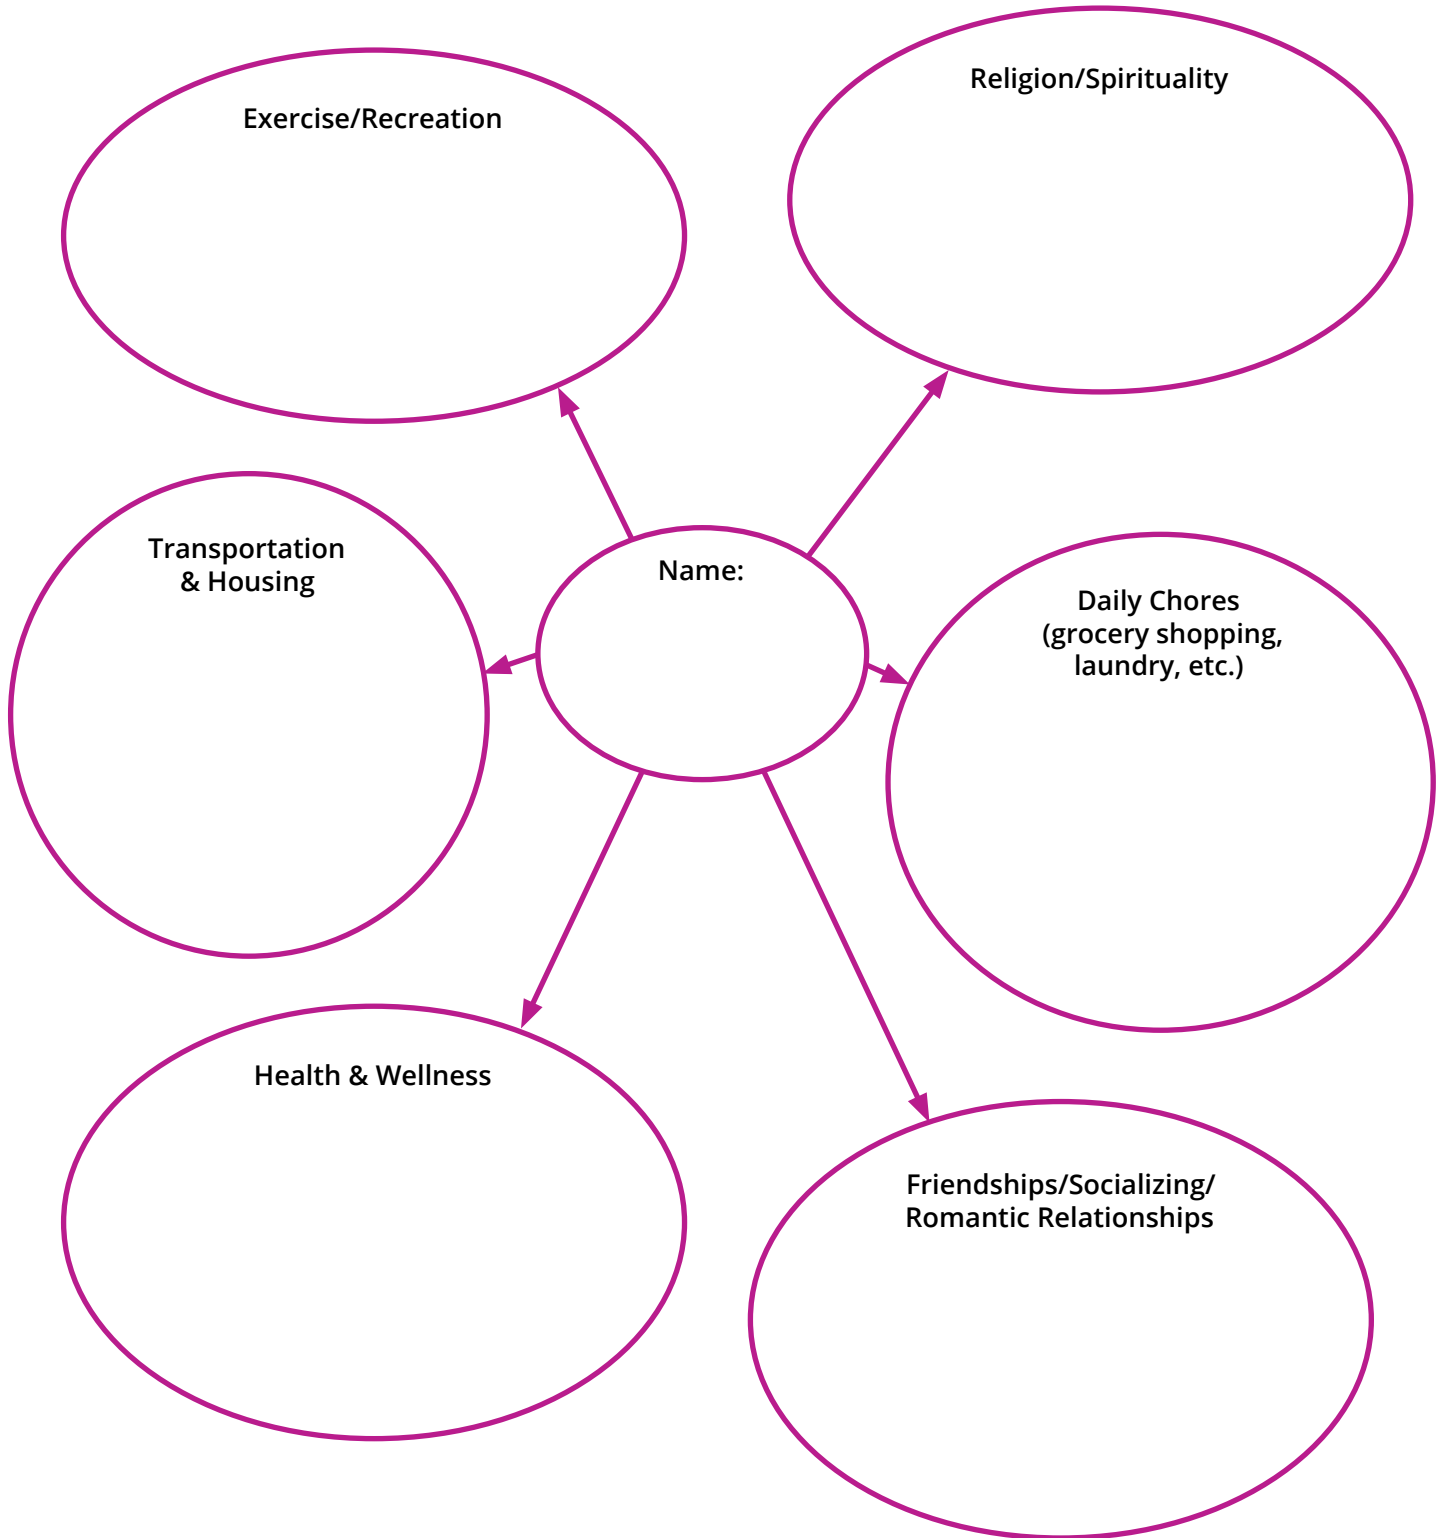 Religion/Spirituality
Exercise/Recreation
Transportation
& Housing
Name:
Daily Chores
(grocery shopping,
laundry, etc.)
Health & Wellness
Friendships/Socializing/
Romantic Relationships